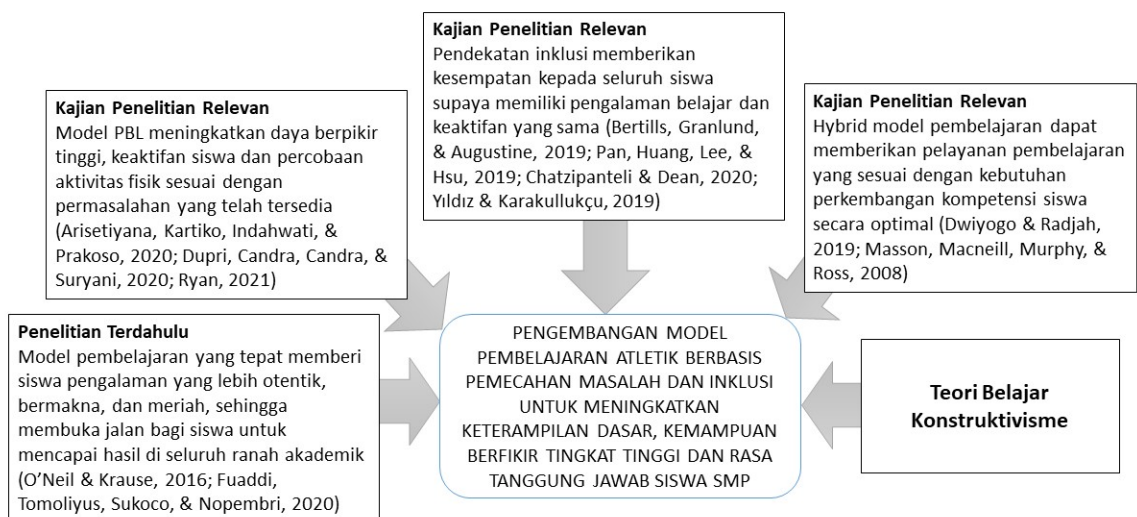 Kajian Penelitian Relevan
Pendekatan inklusi memberikan
kesempatan kepada seluruh siswa
supaya memiliki pengalaman belajar dan
keaktifan yang sama (Bertills, Granlund,
& Augustine, 2019; Pan, Huang, Lee, &
Hsu, 2019; Chatzipanteli & Dean, 2020;
Yıldız & Karakullukçu, 2019)
Kajian Penelitian Relevan
Model PBL meningkatkan daya berpikir
tinggi, keaktifan siswa dan percobaan
aktivitas fisik sesuai dengan
permasalahan yang telah tersedia
(Arisetiyana, Kartiko, Indahwati, &
Prakoso, 2020; Dupri, Candra, Candra, &
Suryani, 2020; Ryan, 2021)
Kajian Penelitian Relevan
Hybrid model pembelajaran dapat
memberikan pelayanan pembelajaran
yang sesuai dengan kebutuhan
perkembangan kompetensi siswa
secara optimal (Dwiyogo & Radjah,
2019; Masson, Macneill, Murphy, &
Ross, 2008)
Penelitian Terdahulu
Model pembelajaran yang tepat memberi
siswa pengalaman yang lebih otentik,
bermakna, dan meriah, sehingga
membuka jalan bagi siswa untuk
mencapai hasil di seluruh ranah akademik
(O'Neil & Krause, 2016; Fuaddi,
Tomoliyus, Sukoco, & Nopembri, 2020)
PENGEMBANGAN MODEL
PEMBELAJARAN ATLETIK BERBASIS
PEMECAHAN MASALAH DAN INKLUSI
UNTUK MENINGKATKAN
KETERAMPILAN DASAR, KEMAMPUAN
BERFIKIR TINGKAT TINGGI DAN RASA
TANGGUNG JAWAB SISWA SMP
Teori Belajar
Konstruktivisme